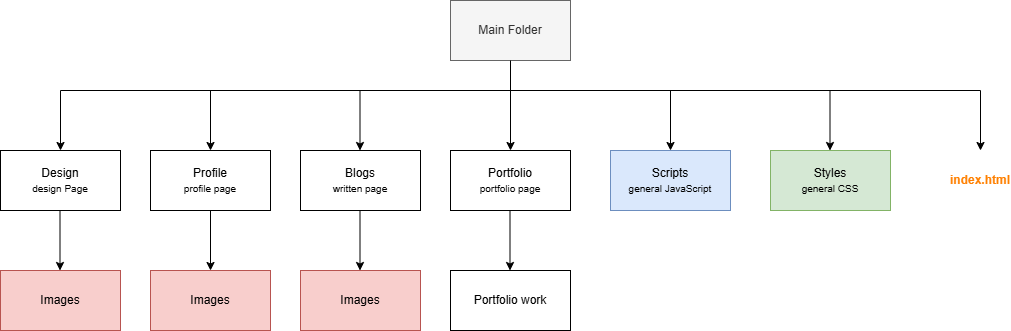 Main Folder
Design
design Page
Profile
profile page
Blogs
written page
Portfolio
portfolio page
Scripts
general JavaScript
Styles
general CSS
index.html
Images
Images
Images
Portfolio work